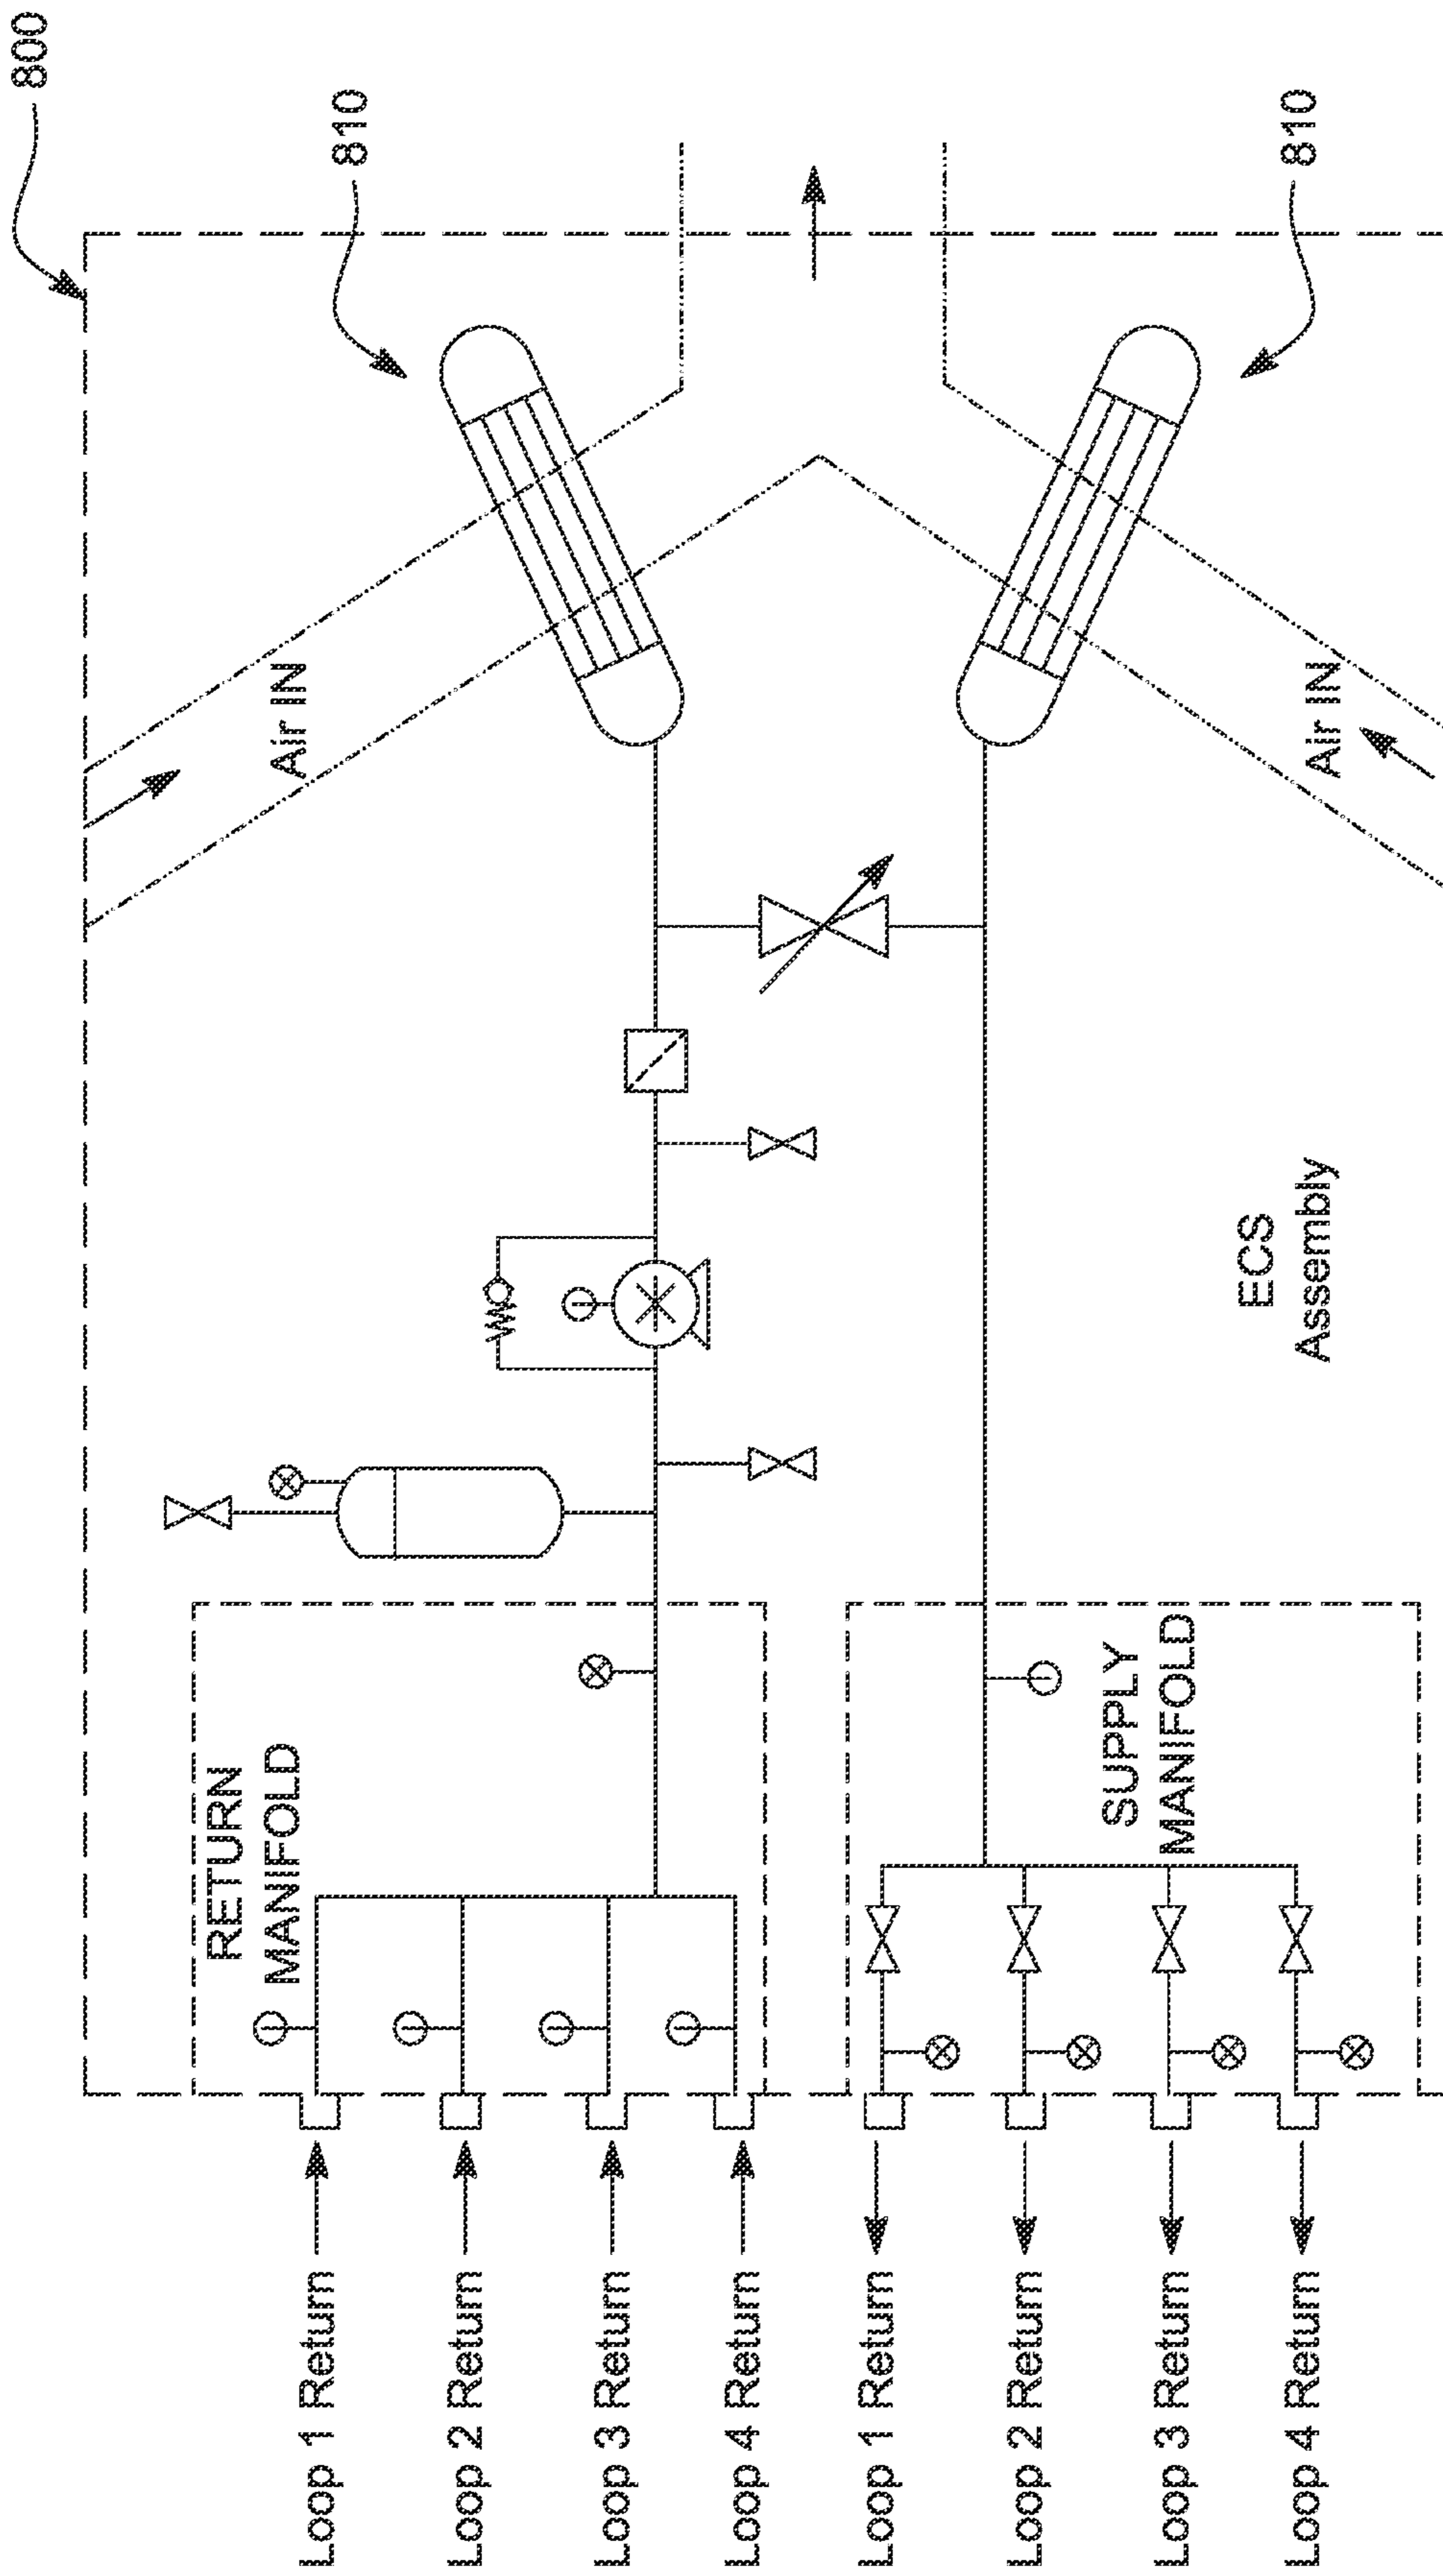 800
810
810
Air IN
Air IN
ECS
Assembly
RETURN
MANIFOLD
SUPPLY
MANIFOLD
Loop 1 Return
Loop 2 Return
Loop 3 Return
Loop 4 Return
Loop 1 Return
Loop 2 Return
Loop 3 Return
Loop 4 Return